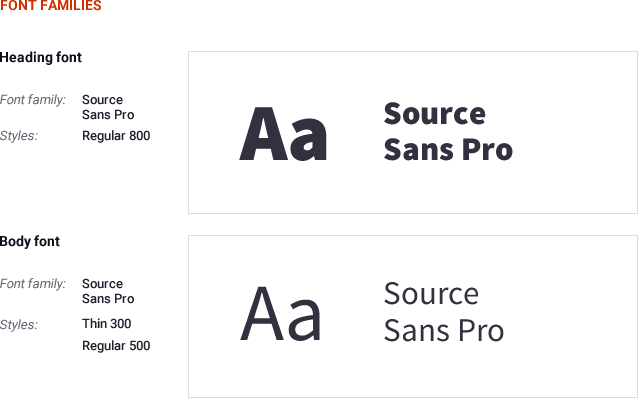 FONT FAMILIES
Heading font
Font family: Source
Sans Pro
Styles: Regular 800
Aa
Source
Sans Pro
Body font
Font family: Source
Sans Pro
Styles: Thin 300
Regular 500
Aa
Source
Sans Pro